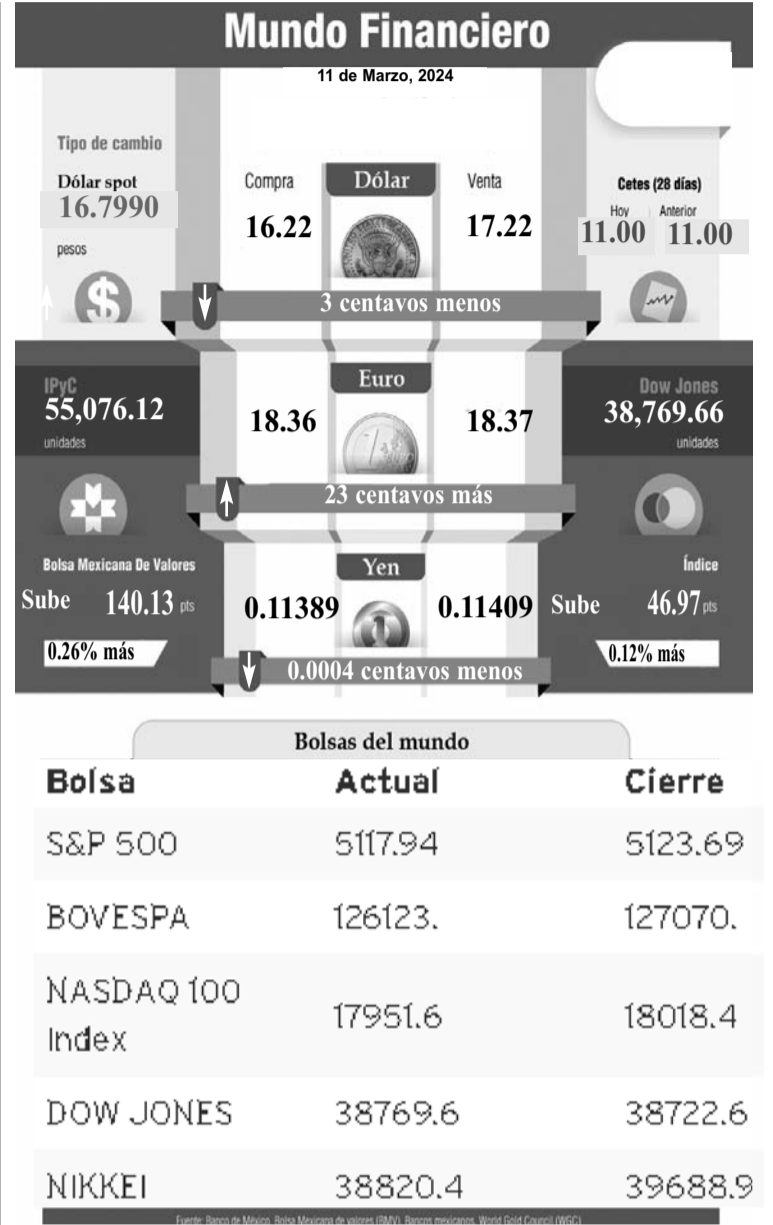 Mundo Financiero
11 de Marzo, 2024
Tipo de cambio
Dólar spot
16.7990
pesos
$
Compra
Dólar
Venta
16.22
17.22
Cetes (28 días)
Hoy
Anterior
11.00
11.00
3 centavos menos
IPyC
55,076.12
unidades
Euro
18.36
18.37
Dow Jones
38,769.66
unidades
23 centavos más
Bolsa Mexicana De Valores
Sube 140.13 pts
0.26% más
Yen
0.11389
0.11409
Índice
Sube 46.97 pts
0.12% más
0.0004 centavos menos
Bolsas del mundo
Bolsa Actual Cierre
S&P 500 5117.94 5123.69
BOVESPA 126123. 127070.
NASDAQ 100
Index 17951.6 18018.4
DOW JONES 38769.6 38722.6
NIKKEI 38820.4 39688.9
Fuente: Banco de México, Bolsa Mexicana de valores (BMV), Bancos mexicanos, World Gold Council (WGC)